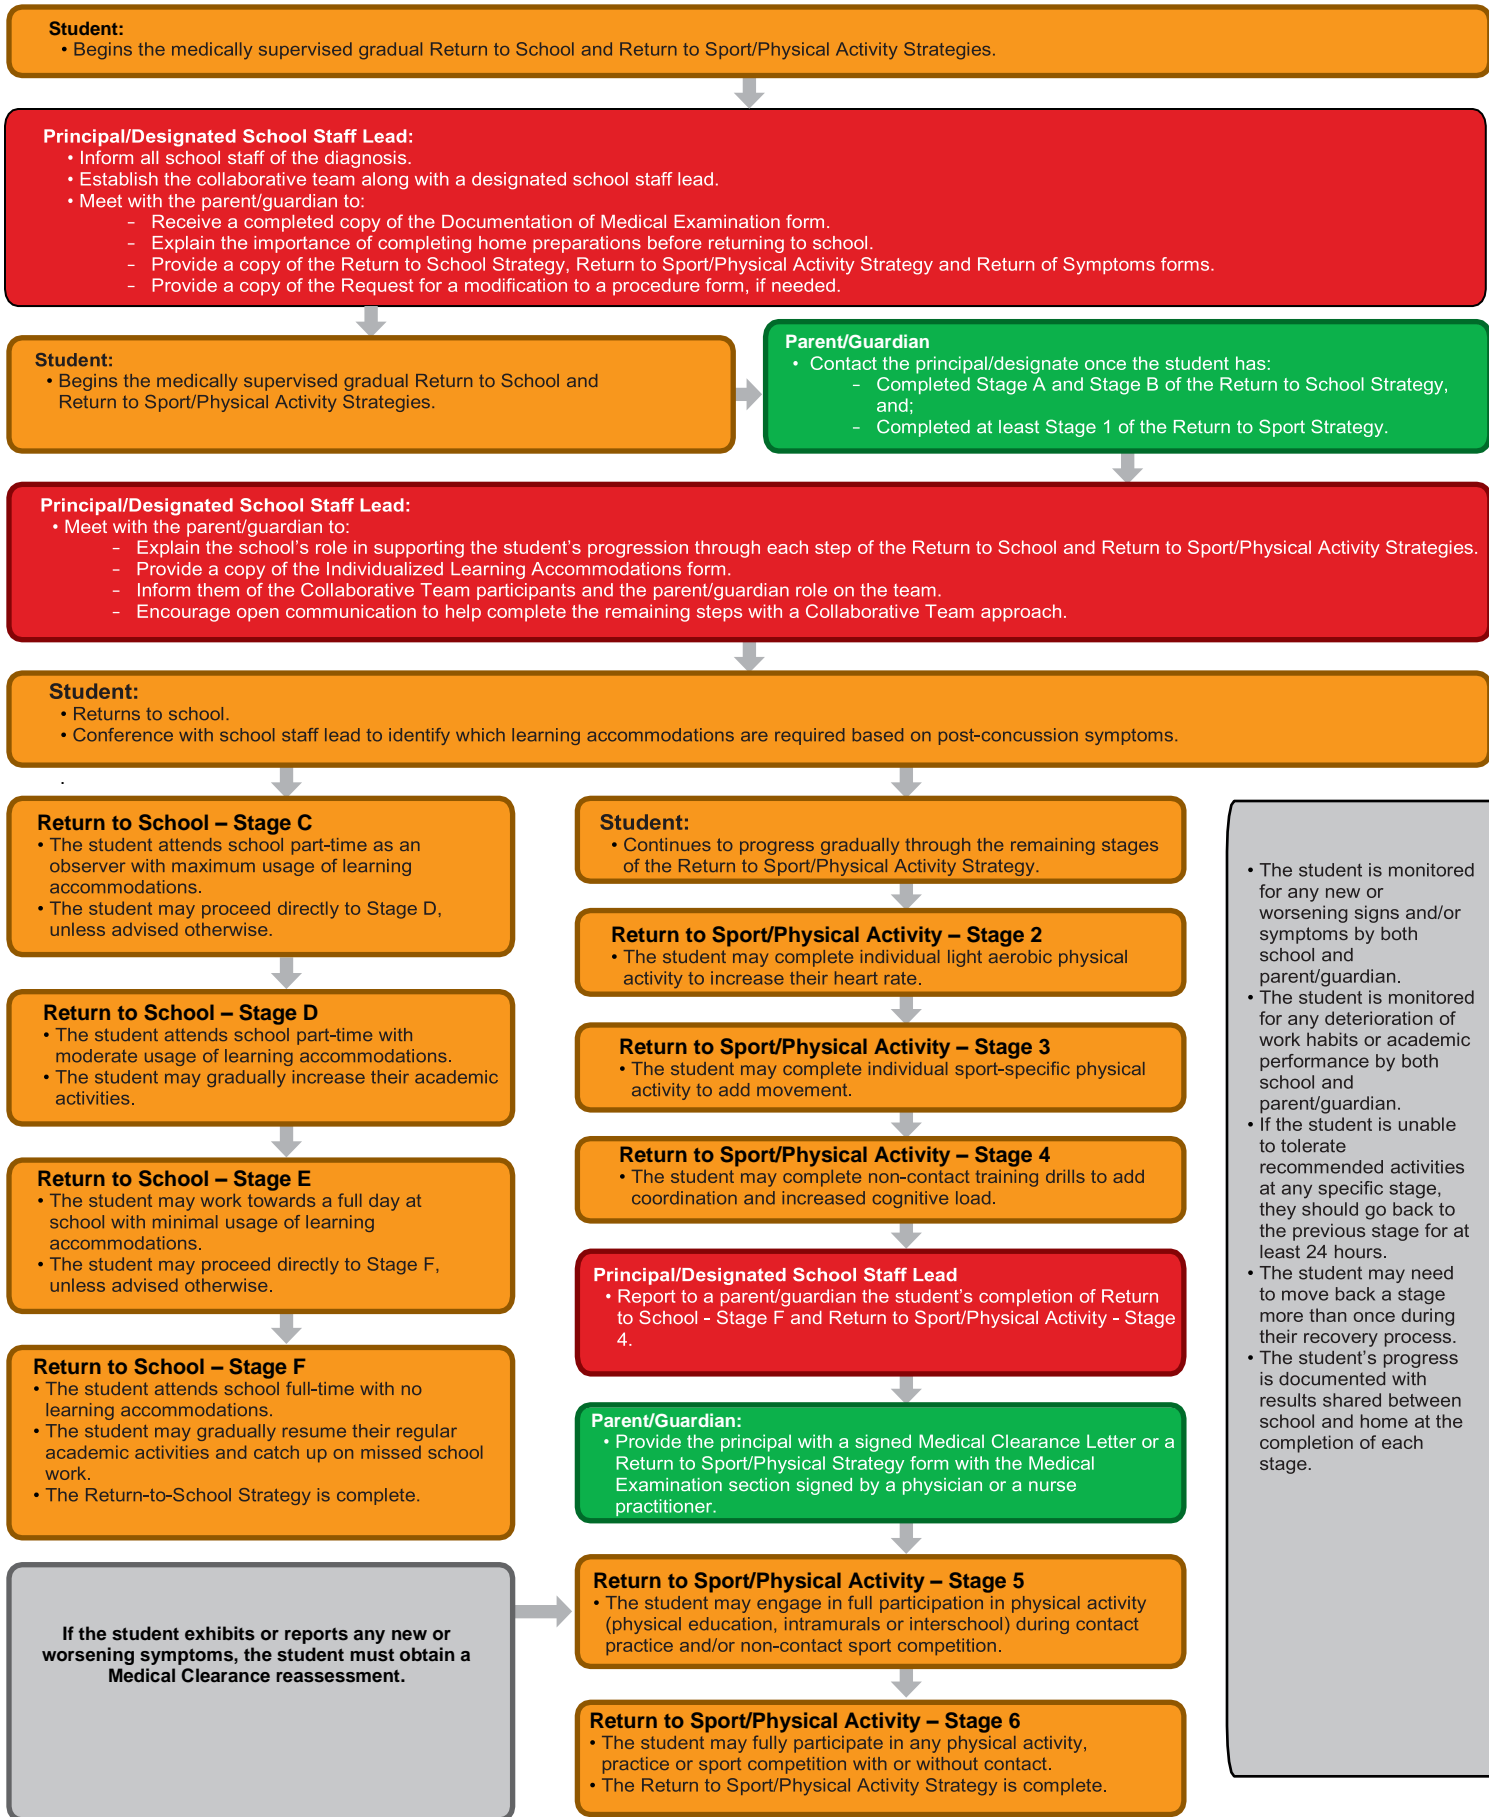 Student:
• Begins the medically supervised gradual Return to School and Return to Sport/Physical Activity Strategies.
Principal/Designated School Staff Lead:
• Inform all school staff of the diagnosis.
• Establish the collaborative team along with a designated school staff lead.
• Meet with the parent/guardian to:
– Receive a completed copy of the Documentation of Medical Examination form.
– Explain the importance of completing home preparations before returning to school.
– Provide a copy of the Return to School Strategy, Return to Sport/Physical Activity Strategy and Return of Symptoms forms.
– Provide a copy of the Request for a modification to a procedure form, if needed.
Student:
• Begins the medically supervised gradual Return to School and
Return to Sport/Physical Activity Strategies.
Parent/Guardian
• Contact the principal/designate once the student has:
– Completed Stage A and Stage B of the Return to School Strategy,
and;
– Completed at least Stage 1 of the Return to Sport Strategy.
Principal/Designated School Staff Lead:
• Meet with the parent/guardian to:
– Explain the school's role in supporting the student's progression through each step of the Return to School and Return to Sport/Physical Activity Strategies.
– Provide a copy of the Individualized Learning Accommodations form.
– Inform them of the Collaborative Team participants and the parent/guardian role on the team.
– Encourage open communication to help complete the remaining steps with a Collaborative Team approach.
Student:
• Returns to school.
• Conference with school staff lead to identify which learning accommodations are required based on post-concussion symptoms.
.
Return to School – Stage C
• The student attends school part-time as an
observer with maximum usage of learning
accommodations.
• The student may proceed directly to Stage D,
unless advised otherwise.
Return to School – Stage D
• The student attends school part-time with
moderate usage of learning accommodations.
• The student may gradually increase their academic
activities.
Return to School – Stage E
• The student may work towards a full day at
school with minimal usage of learning
accommodations.
• The student may proceed directly to Stage F,
unless advised otherwise.
Return to School – Stage F
• The student attends school full-time with no
learning accommodations.
• The student may gradually resume their regular
academic activities and catch up on missed school
work.
• The Return-to-School Strategy is complete.
If the student exhibits or reports any new or
worsening symptoms, the student must obtain a
Medical Clearance reassessment.
Student:
• Continues to progress gradually through the remaining stages
of the Return to Sport/Physical Activity Strategy.
Return to Sport/Physical Activity – Stage 2
• The student may complete individual light aerobic physical
activity to increase their heart rate.
Return to Sport/Physical Activity – Stage 3
• The student may complete individual sport-specific physical
activity to add movement.
Return to Sport/Physical Activity – Stage 4
• The student may complete non-contact training drills to add
coordination and increased cognitive load.
Principal/Designated School Staff Lead
• Report to a parent/guardian the student's completion of Return
to School - Stage F and Return to Sport/Physical Activity - Stage
4.
Parent/Guardian:
• Provide the principal with a signed Medical Clearance Letter or a
Return to Sport/Physical Strategy form with the Medical
Examination section signed by a physician or a nurse
practitioner.
Return to Sport/Physical Activity – Stage 5
• The student may engage in full participation in physical activity
(physical education, intramurals or interschool) during contact
practice and/or non-contact sport competition.
Return to Sport/Physical Activity – Stage 6
• The student may fully participate in any physical activity,
practice or sport competition with or without contact.
• The Return to Sport/Physical Activity Strategy is complete.
• The student is monitored
for any new or
worsening signs and/or
symptoms by both
school and
parent/guardian.
• The student is monitored
for any deterioration of
work habits or academic
performance by both
school and
parent/guardian.
• If the student is unable
to tolerate
recommended activities
at any specific stage,
they should go back to
the previous stage for at
least 24 hours.
• The student may need
to move back a stage
more than once during
their recovery process.
• The student's progress
is documented with
results shared between
school and home at the
completion of each
stage.